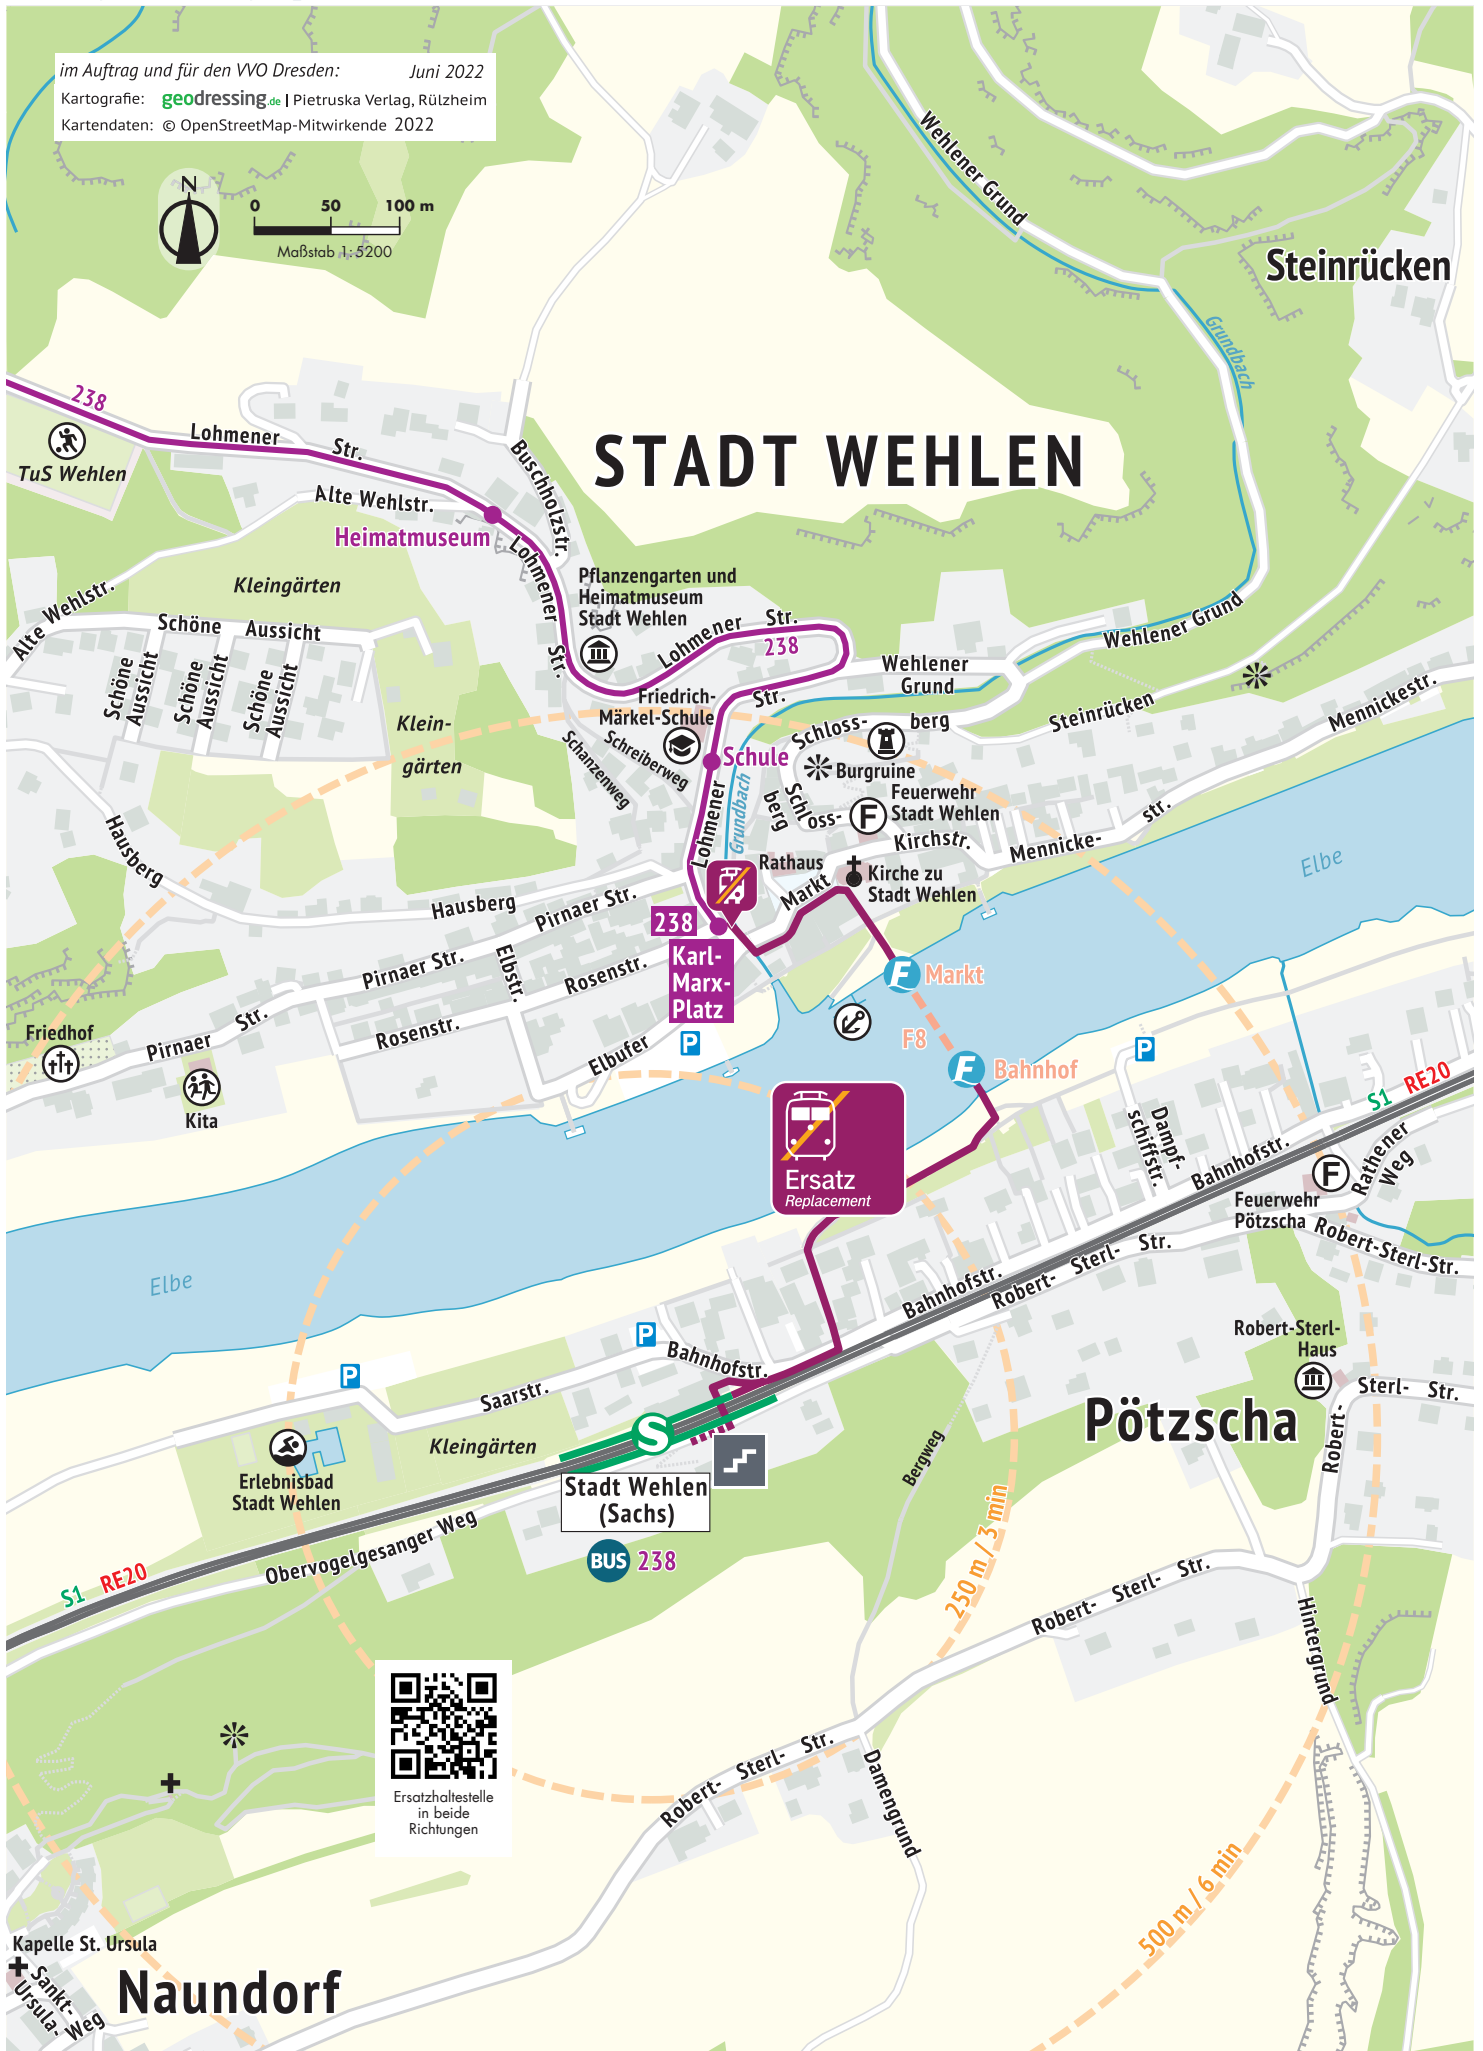 im Auftrag und für den VVO Dresden: Juni 2022
Kartografie: geodressing.de | Pietruska Verlag, Rülzheim
Kartendaten: © OpenStreetMap-Mitwirkende 2022
N
0 50 100 m
Maßstab 1:5200
Wehlener Grund
Steinrücken
Grundbach
238
Lohmener Str.
TuS Wehlen
STADT WEHLEN
Buschholzstr.
Alte Wehlstr.
Heimatmuseum
Lohmener Str.
Kleingärten
Pflanzengarten und
Heimatmuseum
Stadt Wehlen
Alte Wehlstr.
Schöne Aussicht
Schöne
Aussicht
Schöne
Aussicht
Schöne
Aussicht
Lohmener Str.
238
Wehlener Grund
Wehlener
Grund
Klein-
gärten
Friedrich-
Märkel-Schule
Str.
Schloss-
berg
Steinrücken
Mennickestr.
Schanzenweg
Schreiberweg
Schule
Burgruine
Schloss-
berg
Feuerwehr
Stadt Wehlen
F
Lohmener
Grundbach
Kirchstr.
Mennicke-
str.
Hausberg
Rathaus
Markt
Kirche zu
Stadt Wehlen
Elbe
Hausberg
Pirnaer Str.
238
Karl-
Marx-
Platz
Pirnaer Str.
Elbstr.
Rosenstr.
F Markt
Friedhof
Pirnaer Str.
Rosenstr.
Elbufer
P
F8
P
F Bahnhof
Kita
S1 RE20
Ersatz
Replacement
Dampf-
schiffstr.
Bahnhofstr.
F
Rathener
Weg
Feuerwehr
Pötzscha
Robert-Sterl-Str.
Robert- Sterl- Str.
Elbe
Bahnhofstr.
P
Robert-Sterl-
Haus
Bahnhofstr.
P
Saarstr.
Sterl- Str.
Robert-
Pötzscha
S
Kleingärten
Erlebnisbad
Stadt Wehlen
Bergweg
Stadt Wehlen
(Sachs)
Obervogelgesanger Weg
BUS 238
S1 RE20
250 m / 3 min
Robert- Sterl- Str.
Hintergrund
Robert- Sterl- Str.
Damengrund
Ersatzhaltestelle
in beide
Richtungen
500 m / 6 min
Kapelle St. Ursula
Sankt-
Ursula-
Weg
Naundorf